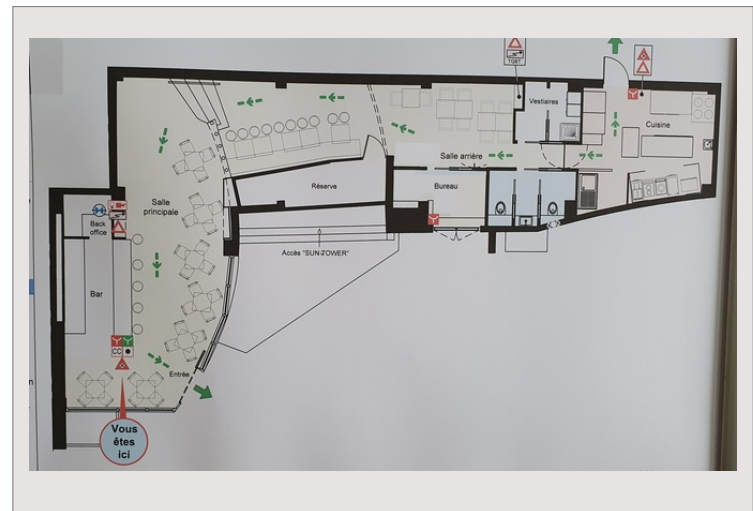 TGBT
Vestiaires
Cuisine
Salle arrière
Réserve
Bureau
Salle
principale
Back
office
Accès "SUN TOWER"
Bar
CC
Entrée
Vous
êtes
ici